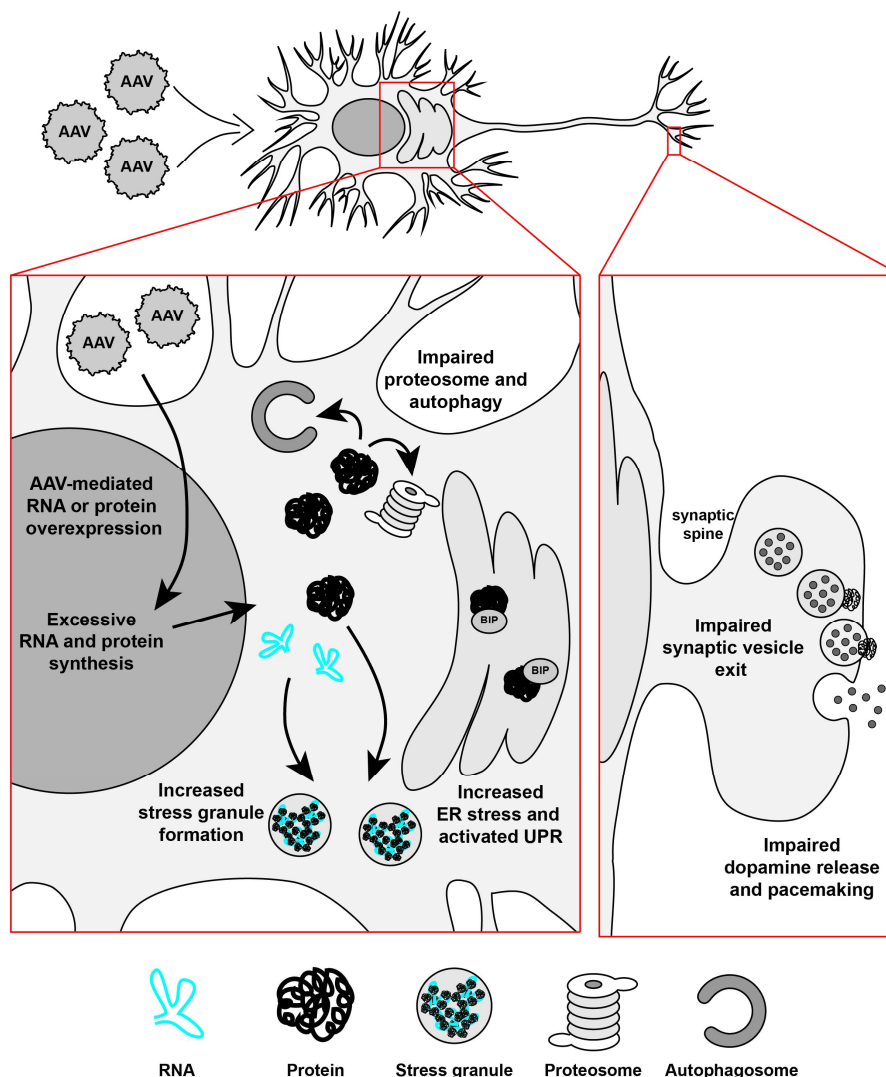 AAV
AAV
AAV
AAV
AAV
Impaired
proteosome and
autophagy
AAV-mediated
RNA or protein
overexpression
Excessive
RNA and protein
synthesis
BIP
BIP
Increased
stress granule
formation
Increased
ER stress and
activated UPR
synaptic
spine
Impaired
synaptic vesicle
exit
Impaired
dopamine release
and pacemaking
RNA
Protein
Stress granule
Proteosome
Autophagosome